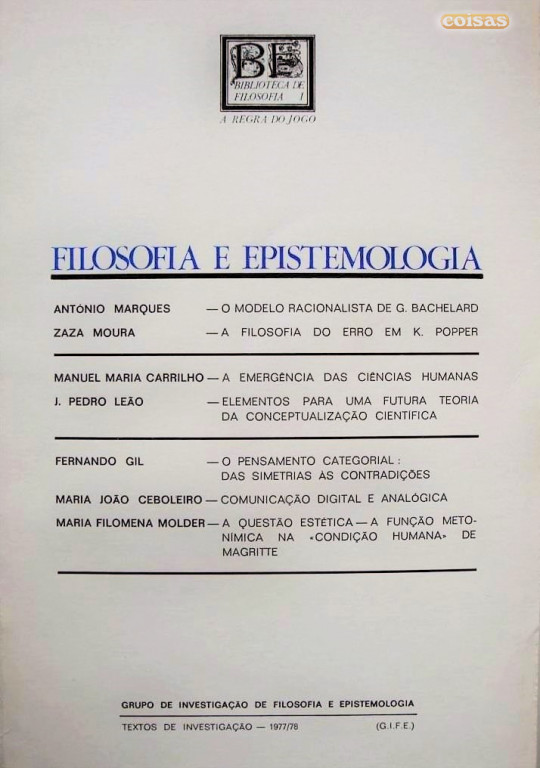 coisas
BF
BIBLIOTECA DE
FILOSOFIA 1
A REGRA DO JOGO
FILOSOFIA E EPISTEMOLOGIA
ANTÓNIO MARQUES — O MODELO RACIONALISTA DE G. BACHELARD
ZAZA MOURA — A FILOSOFIA DO ERRO EM K. POPPER
MANUEL MARIA CARRILHO — A EMERGÊNCIA DAS CIÊNCIAS HUMANAS
J. PEDRO LEÃO — ELEMENTOS PARA UMA FUTURA TEORIA
DA CONCEPTUALIZAÇÃO CIENTÍFICA
FERNANDO GIL — O PENSAMENTO CATEGORIAL :
DAS SIMETRIAS ÀS CONTRADIÇÕES
MARIA JOÃO CEBOLEIRO — COMUNICAÇÃO DIGITAL E ANALÓGICA
MARIA FILOMENA MOLDER — A QUESTÃO ESTÉTICA — A FUNÇÃO METO-
NÍMICA NA «CONDIÇÃO HUMANA» DE
MAGRITTE
GRUPO DE INVESTIGAÇÃO DE FILOSOFIA E EPISTEMOLOGIA
TEXTOS DE INVESTIGAÇÃO — 1977/78 (G.I.F.E.)